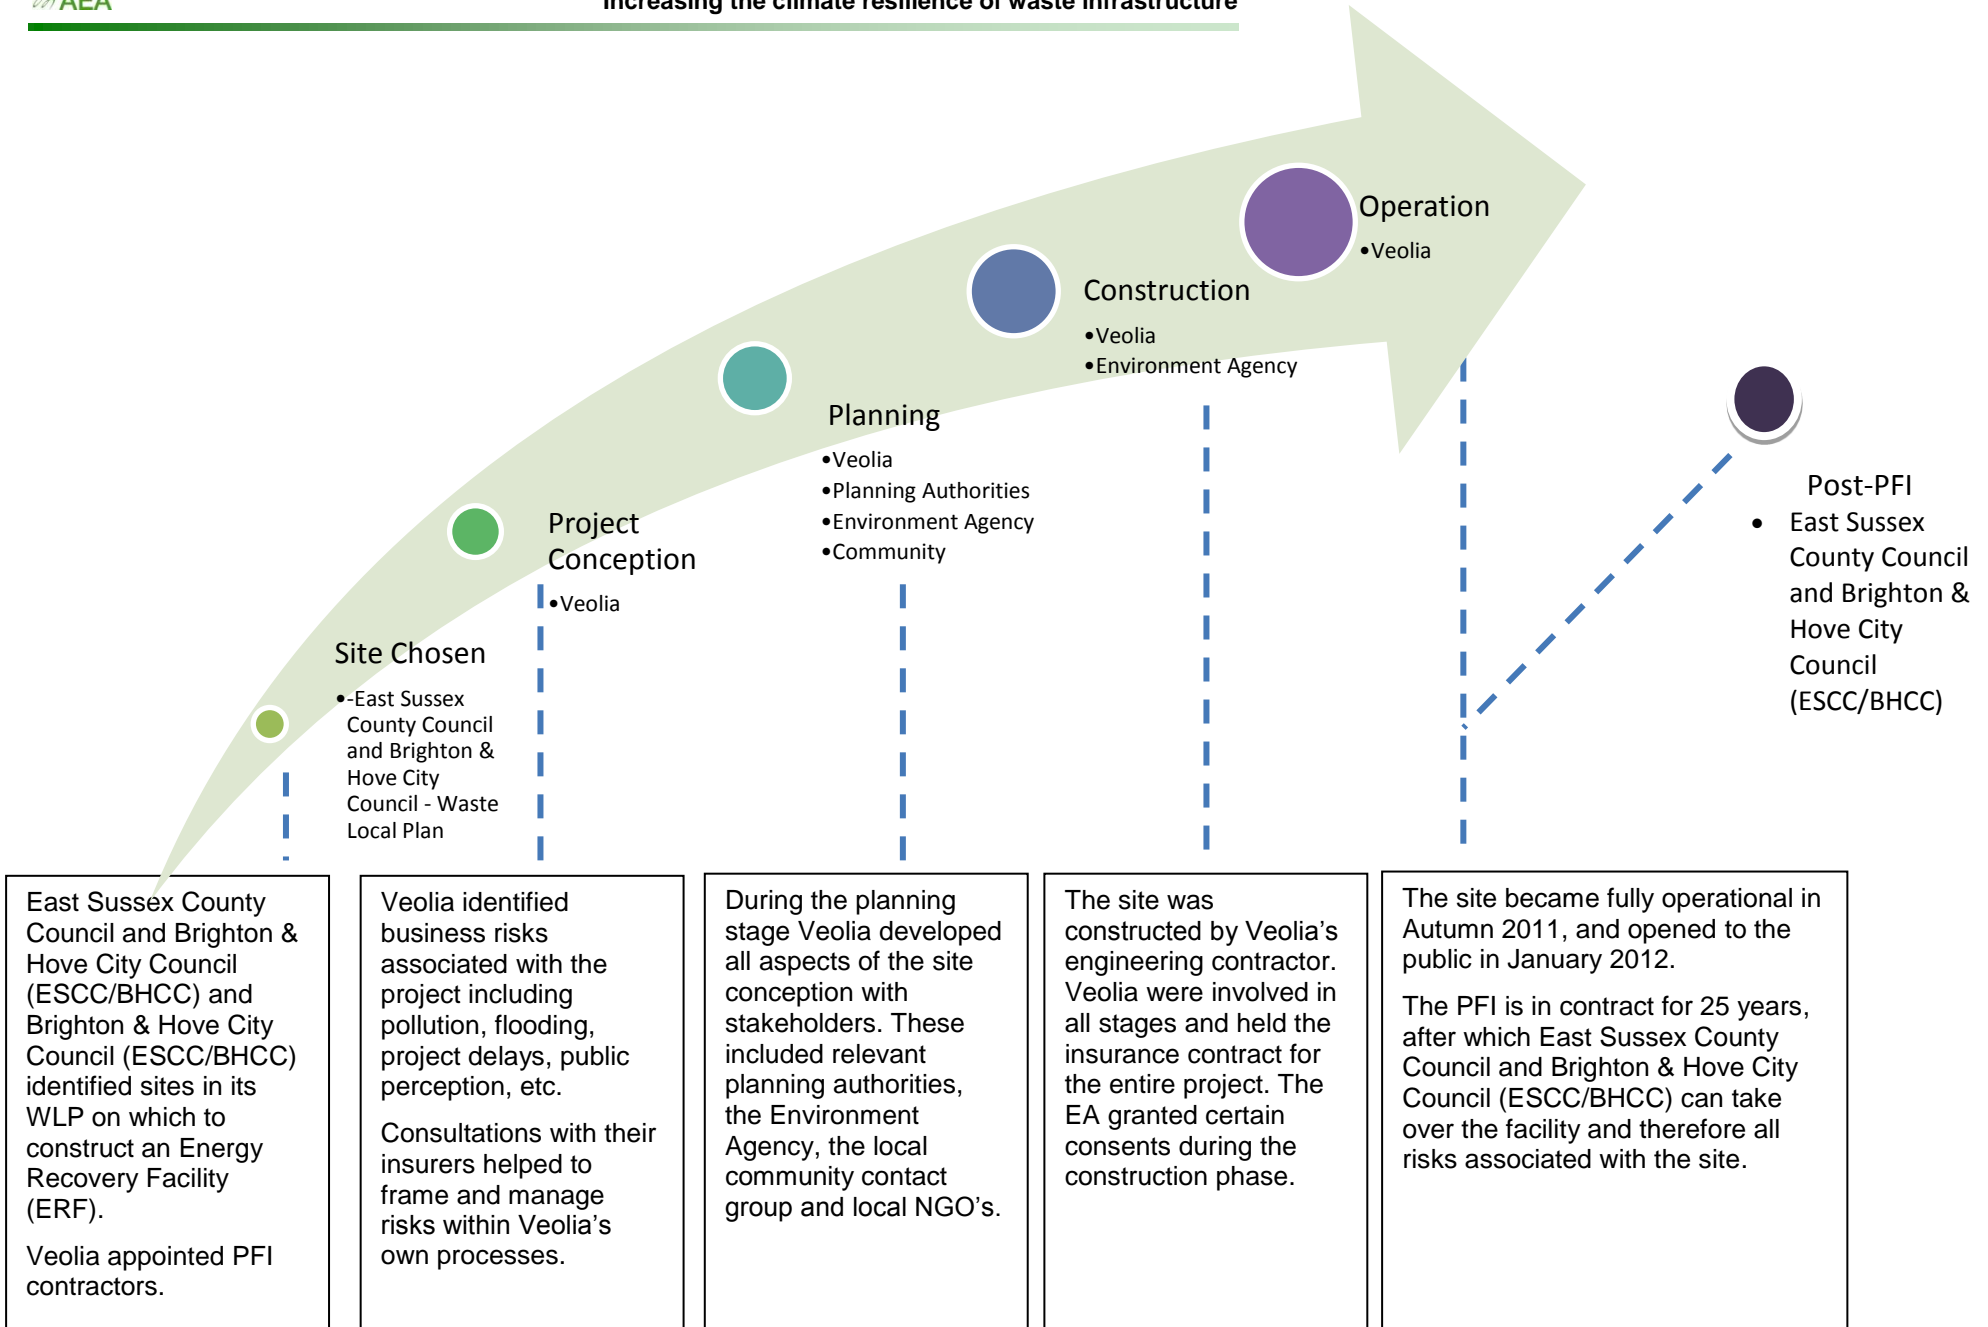 AEA
Increasing the climate resilience of waste infrastructure
Operation
•Veolia
Construction
•Veolia
•Environment Agency
Planning
•Veolia
•Planning Authorities
•Environment Agency
•Community
Project
Conception
•Veolia
Site Chosen
•-East Sussex
County Council
and Brighton &
Hove City
Council - Waste
Local Plan
Post-PFI
• East Sussex
County Council
and Brighton &
Hove City
Council
(ESCC/BHCC)
East Sussex County
Council and Brighton &
Hove City Council
(ESCC/BHCC) and
Brighton & Hove City
Council (ESCC/BHCC)
identified sites in its
WLP on which to
construct an Energy
Recovery Facility
(ERF).
Veolia appointed PFI
contractors.
Veolia identified
business risks
associated with the
project including
pollution, flooding,
project delays, public
perception, etc.
Consultations with their
insurers helped to
frame and manage
risks within Veolia’s
own processes.
During the planning
stage Veolia developed
all aspects of the site
conception with
stakeholders. These
included relevant
planning authorities,
the Environment
Agency, the local
community contact
group and local NGO’s.
The site was
constructed by Veolia’s
engineering contractor.
Veolia were involved in
all stages and held the
insurance contract for
the entire project. The
EA granted certain
consents during the
construction phase.
The site became fully operational in
Autumn 2011, and opened to the
public in January 2012.
The PFI is in contract for 25 years,
after which East Sussex County
Council and Brighton & Hove City
Council (ESCC/BHCC) can take
over the facility and therefore all
risks associated with the site.